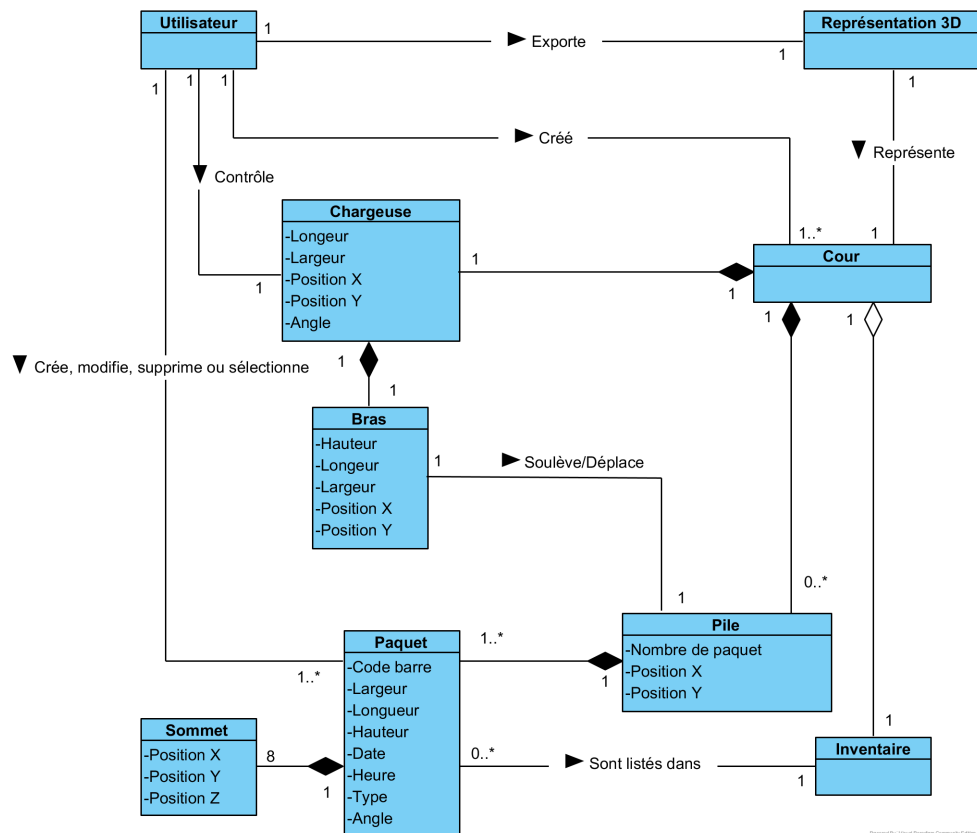 Utilisateur
Représentation 3D
1
Exporte
1
1
1
1
1
Créé
Représente
Contrôle
Chargeuse
-Longeur
-Largeur
-Position X
-Position Y
-Angle
1
1..*
1
Cour
1
1
1
1
Crée, modifie, supprime ou sélectionne
1
1
Bras
-Hauteur
-Longeur
-Largeur
-Position X
-Position Y
1
Soulève/Déplace
0..*
1
Pile
-Nombre de paquet
-Position X
-Position Y
1..*
1
1..*
Paquet
-Code barre
-Largeur
-Longueur
-Hauteur
-Date
-Heure
-Type
-Angle
Sommet
-Position X
-Position Y
-Position Z
8
1
0..*
Sont listés dans
1
1
Inventaire